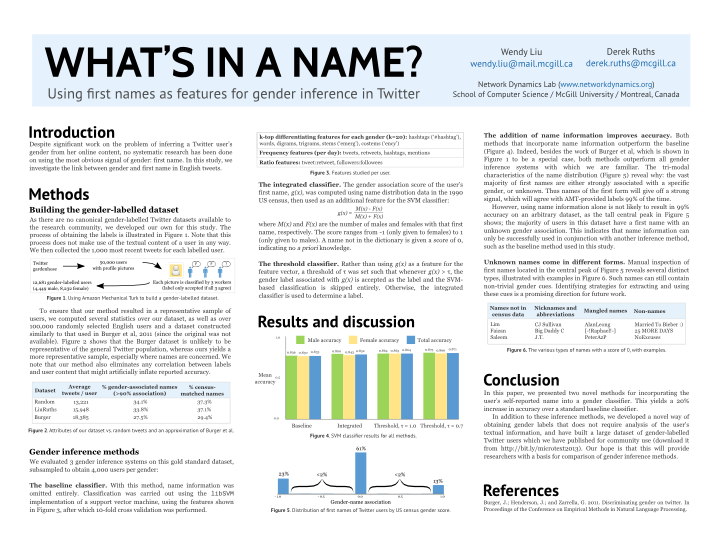 WHAT'S IN A NAME?
Using first names as features for gender inference in Twitter
Wendy Liu
wendy.liu@mail.mcgill.ca
Derek Ruths
derek.ruths@mcgill.ca
Network Dynamics Lab (www.networkdynamics.org)
School of Computer Science / McGill University / Montreal, Canada
Introduction
Despite significant work on the problem of inferring a Twitter user's
gender from her online content, no systematic research has been done
on using the most obvious signal of gender: first name. In this study, we
investigate the link between gender and first name in English tweets.
Methods
Building the gender-labelled dataset
As there are no canonical gender-labelled Twitter datasets available to
the research community, we developed our own for this study. The
process of obtaining the labels is illustrated in Figure 1. Note that this
process does not make use of the textual content of a user in any way.
We then collected the 1,000 most recent tweets for each labelled user.
Twitter
gardenhose
50,000 users
with profile pictures
12,681 gender-labelled users
(4,449 male, 8,232 female)
Each picture is classified by 3 workers
(label only accepted if all 3 agree)
Figure 1. Using Amazon Mechanical Turk to build a gender-labelled dataset.
To ensure that our method resulted in a representative sample of
users, we computed several statistics over our dataset, as well as over
100,000 randomly selected English users and a dataset constructed
similarly to that used in Burger et al, 2011 (since the original was not
available). Figure 2 shows that the Burger dataset is unlikely to be
representative of the general Twitter population, whereas ours yields a
more representative sample, especially where names are concerned. We
note that our method also eliminates any correlation between labels
and user content that might artificially inflate reported accuracy.
Dataset Average tweets / user % gender-associated names (>90% association) % census-matched names
Random 13,221 34.1% 37.3%
LiuRuths 15,948 33.8% 37.1%
Burger 18,385 27.5% 29.4%
Figure 2. Attributes of our dataset vs. random tweets and an approximation of Burger et al.
Gender inference methods
We evaluated 3 gender inference systems on this gold standard dataset,
subsampled to obtain 4,000 users per gender:
The baseline classifier. With this method, name information was
omitted entirely. Classification was carried out using the libSVM
implementation of a support vector machine, using the features shown
in Figure 3, after which 10-fold cross validation was performed.
k-top differentiating features for each gender (k=20): hashtags ('#hashtag'),
words, digrams, trigrams, stems ('emerg'), costems ('ency')
Frequency features (per day): tweets, retweets, hashtags, mentions
Ratio features: tweet:retweet, followers:followees
Figure 3. Features studied per user.
The integrated classifier. The gender association score of the user's
first name, g(x), was computed using name distribution data in the 1990
US census, then used as an additional feature for the SVM classifier:
g(x) = M(x) - F(x) / M(x) + F(x)
where M(x) and F(x) are the number of males and females with that first
name, respectively. The score ranges from -1 (only given to females) to 1
(only given to males). A name not in the dictionary is given a score of 0,
indicating no a priori knowledge.
The threshold classifier. Rather than using g(x) as a feature for the
feature vector, a threshold of τ was set such that whenever g(x) > τ, the
gender label associated with g(x) is accepted as the label and the SVM-
based classification is skipped entirely. Otherwise, the integrated
classifier is used to determine a label.
Results and discussion
Male accuracy Female accuracy Total accuracy
Mean
accuracy
1.0
0.5
0.0
Baseline Integrated Threshold, τ = 1.0 Threshold, τ = 0.7
Figure 4. SVM classifier results for all methods.
23% <2% 61% <2% 13%
-1.0 -0.5 0.0 0.5 1.0
Gender-name association
Figure 5. Distribution of first names of Twitter users by US census gender score.
The addition of name information improves accuracy. Both
methods that incorporate name information outperform the baseline
(Figure 4). Indeed, besides the work of Burger et al, which is shown in
Figure 1 to be a special case, both methods outperform all gender
inference systems with which we are familiar. The tri-modal
characteristics of the name distribution (Figure 5) reveal why: the vast
majority of first names are either strongly associated with a specific
gender, or unknown. Thus names of the first form will give off a strong
signal, which will agree with AMT-provided labels 99% of the time.
However, using name information alone is not likely to result in 99%
accuracy on an arbitrary dataset, as the tall central peak in Figure 5
shows; the majority of users in this dataset have a first name with an
unknown gender association. This indicates that name information can
only be successfully used in conjunction with another inference method,
such as the baseline method used in this study.
Unknown names come in different forms. Manual inspection of
first names located in the central peak of Figure 5 reveals several distinct
types, illustrated with examples in Figure 6. Such names can still contain
non-trivial gender cues. Identifying strategies for extracting and using
these cues is a promising direction for future work.
Names not in census data Nicknames and abbreviations Mangled names Non-names
Lim CJ Sullivan AlanLeung Married To Bieber :)
Faizan Big Daddy C [-Raphael-] 25 MORE DAYS
Saleem J.T. PeterAiP NoExcuses
Figure 6. The various types of names with a score of 0, with examples.
Conclusion
In this paper, we presented two novel methods for incorporating the
user's self-reported name into a gender classifier. This yields a 20%
increase in accuracy over a standard baseline classifier.
In addition to these inference methods, we developed a novel way of
obtaining gender labels that does not require analysis of the user's
textual information, and have built a large dataset of gender-labelled
Twitter users which we have published for community use (download it
from http://bit.ly/microtext2013). Our hope is that this will provide
researchers with a basis for comparison of gender inference methods.
References
Burger, J.; Henderson, J.; and Zarrella, G. 2011. Discriminating gender on twitter. In
Proceedings of the Conference on Empirical Methods in Natural Language Processing.